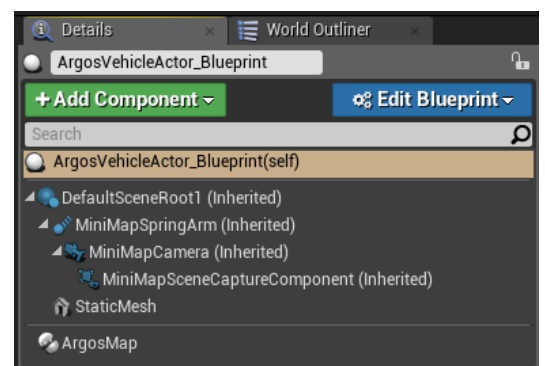 Details
World Outliner
ArgosVehicleActor_Blueprint
+ Add Component
Edit Blueprint
Search
ArgosVehicleActor_Blueprint(self)
DefaultSceneRoot1 (Inherited)
MiniMapSpringArm (Inherited)
MiniMapCamera (Inherited)
MiniMapSceneCaptureComponent (Inherited)
StaticMesh
ArgosMap